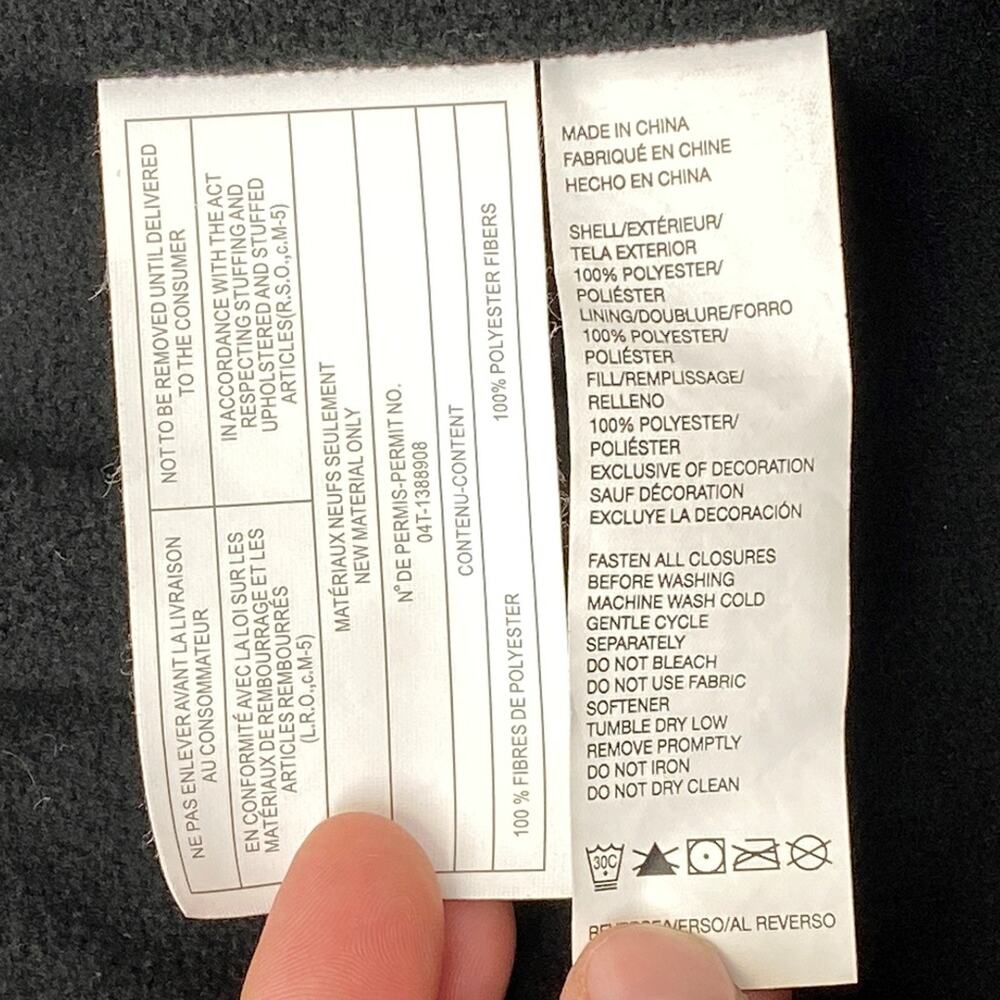 NOT TO BE REMOVED UNTIL DELIVERED
TO THE CONSUMER
IN ACCORDANCE WITH THE ACT
RESPECTING STUFFING AND
UPHOLSTERED AND STUFFED
ARTICLES(R.S.O.,c.M-5)
NE PAS ENLEVER AVANT LA LIVRAISON
AU CONSOMMATEUR
EN CONFORMITÉ AVEC LA LOI SUR LES
MATÉRIAUX DE REMBOURRAGE ET LES
ARTICLES REMBOURRÉS
(L.R.O.,c.M-5)
MATÉRIAUX NEUFS SEULEMENT
NEW MATERIAL ONLY
N° DE PERMIS-PERMIT NO.
04T-1388908
CONTENU-CONTENT
100 % FIBRES DE POLYESTER
100% POLYESTER FIBERS
MADE IN CHINA
FABRIQUÉ EN CHINE
HECHO EN CHINA
SHELL/EXTÉRIEUR/
TELA EXTERIOR
100% POLYESTER/
POLIÉSTER
LINING/DOUBLURE/FORRO
100% POLYESTER/
POLIÉSTER
FILL/REMPLISSAGE/
RELLENO
100% POLYESTER/
POLIÉSTER
EXCLUSIVE OF DECORATION
SAUF DÉCORATION
EXCLUYE LA DECORACIÓN
FASTEN ALL CLOSURES
BEFORE WASHING
MACHINE WASH COLD
GENTLE CYCLE
SEPARATELY
DO NOT BLEACH
DO NOT USE FABRIC
SOFTENER
TUMBLE DRY LOW
REMOVE PROMPTLY
DO NOT IRON
DO NOT DRY CLEAN
30C
/AL REVERSO